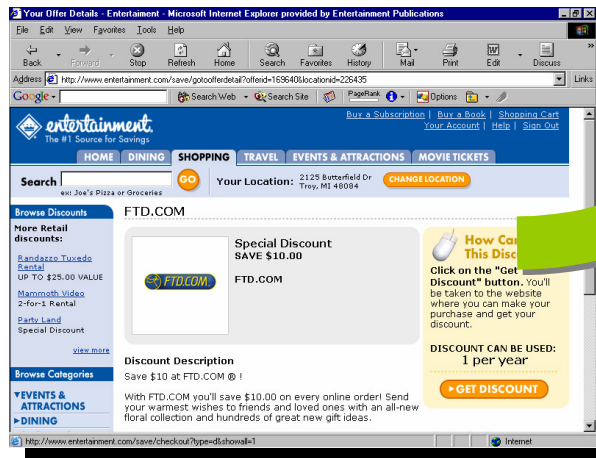 Your Offer Details - Entertaiment - Microsoft Internet Explorer provided by Entertainment Publications
File Edit View Favorites Tools Help
Back Forward Stop Refresh Home Search Favorites History Mail Print Edit Discuss
Address http://www.entertainment.com/save/gotoofferdetail?offerid=169640&locationid=226435 Links
Google Search Web Search Site PageRank Options
Buy a Subscription | Buy a Book | Shopping Cart
Your Account | Help | Sign Out
entertainment.
The #1 Source for Savings
HOME DINING SHOPPING TRAVEL EVENTS & ATTRACTIONS MOVIE TICKETS
Search GO Your Location: 2125 Butterfield Dr
Troy, MI 48084 CHANGE LOCATION
ex: Joe's Pizza or Groceries
Browse Discounts
More Retail
discounts:
Randazzo Tuxedo
Rental
UP TO $25.00 VALUE
Mammoth Video
2-for-1 Rental
Party Land
Special Discount
view more
Browse Categories
EVENTS &
ATTRACTIONS
DINING
FTD.COM
FTD.COM
Special Discount
SAVE $10.00
FTD.COM
Discount Description
Save $10 at FTD.COM ® !
With FTD.COM you'll save $10.00 on every online order! Send
your warmest wishes to friends and loved ones with an all-new
floral collection and hundreds of great new gift ideas.
How Can
This Disc
Click on the "Get
Discount" button. You'll
be taken to the website
where you can make your
purchase and get your
discount.
DISCOUNT CAN BE USED:
1 per year
GET DISCOUNT
http://www.entertainment.com/save/checkout?type=d&showall=1 Internet